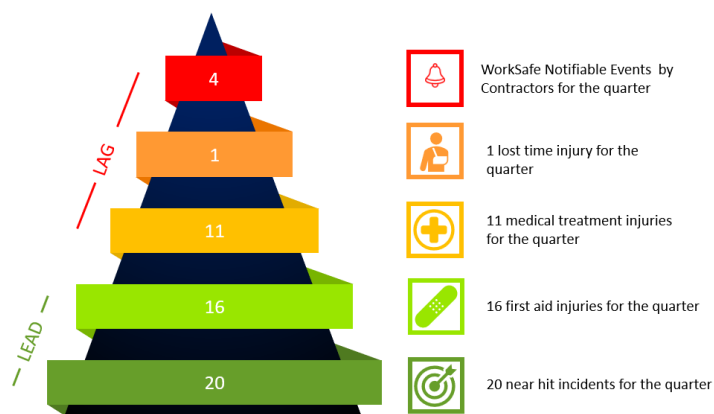 4
WorkSafe Notifiable Events by
Contractors for the quarter
LAG
1
1 lost time injury for the
quarter
11
11 medical treatment injuries
for the quarter
LEAD
16
16 first aid injuries for the quarter
20
20 near hit incidents for the quarter